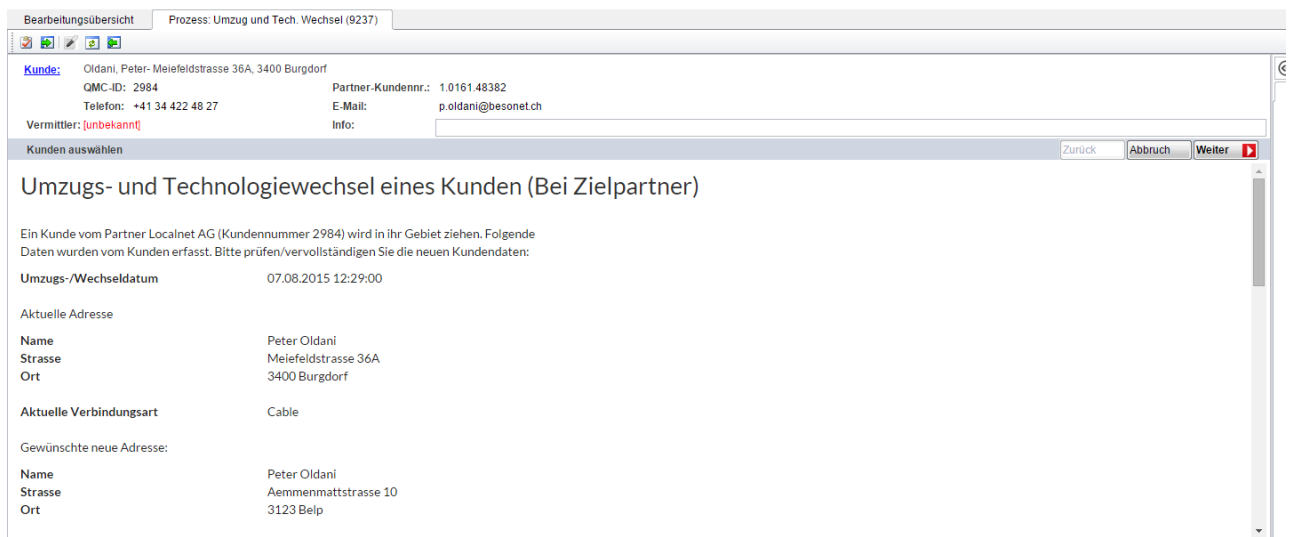 Bearbeitungsübersicht Prozess: Umzug und Tech. Wechsel (9237)
Kunde: Oldani, Peter- Meiefeldstrasse 36A, 3400 Burgdorf
QMC-ID: 2984 Partner-Kundennr.: 1.0161.48382
Telefon: +41 34 422 48 27 E-Mail: p.oldani@besonet.ch
Vermittler: [unbekannt] Info:
Kunden auswählen Zurück Abbruch Weiter
Umzugs- und Technologiewechsel eines Kunden (Bei Zielpartner)
Ein Kunde vom Partner Localnet AG (Kundennummer 2984) wird in ihr Gebiet ziehen. Folgende
Daten wurden vom Kunden erfasst. Bitte prüfen/vervollständigen Sie die neuen Kundendaten:
Umzugs-/Wechseldatum 07.08.2015 12:29:00
Aktuelle Adresse
Name Peter Oldani
Strasse Meiefeldstrasse 36A
Ort 3400 Burgdorf
Aktuelle Verbindungsart Cable
Gewünschte neue Adresse:
Name Peter Oldani
Strasse Aemmenmattstrasse 10
Ort 3123 Belp